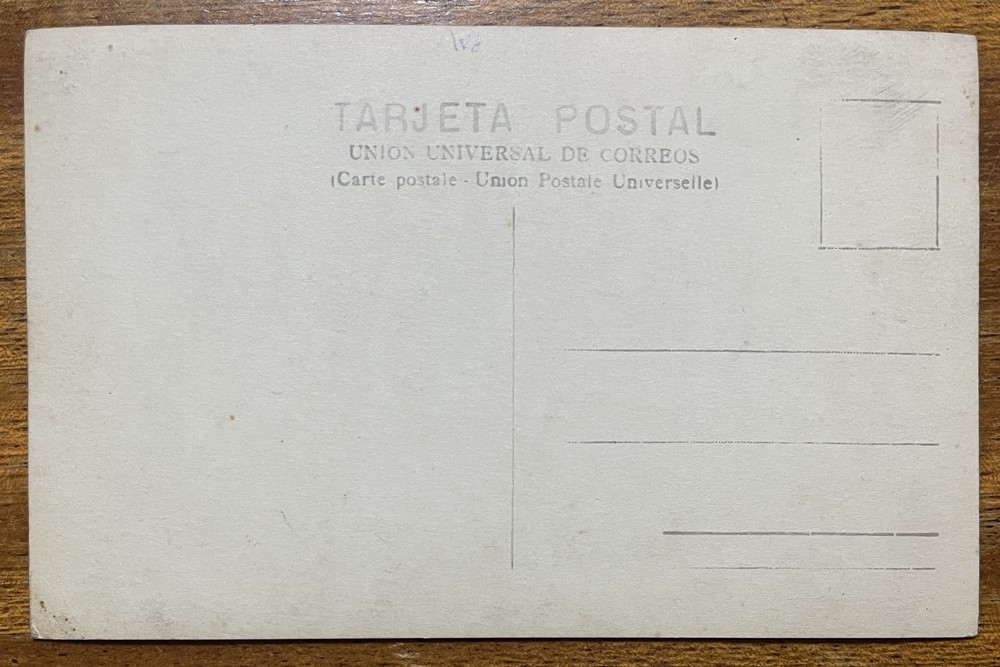 TARJETA POSTAL
UNION UNIVERSAL DE CORREOS
(Carte postale - Union Postale Universelle)